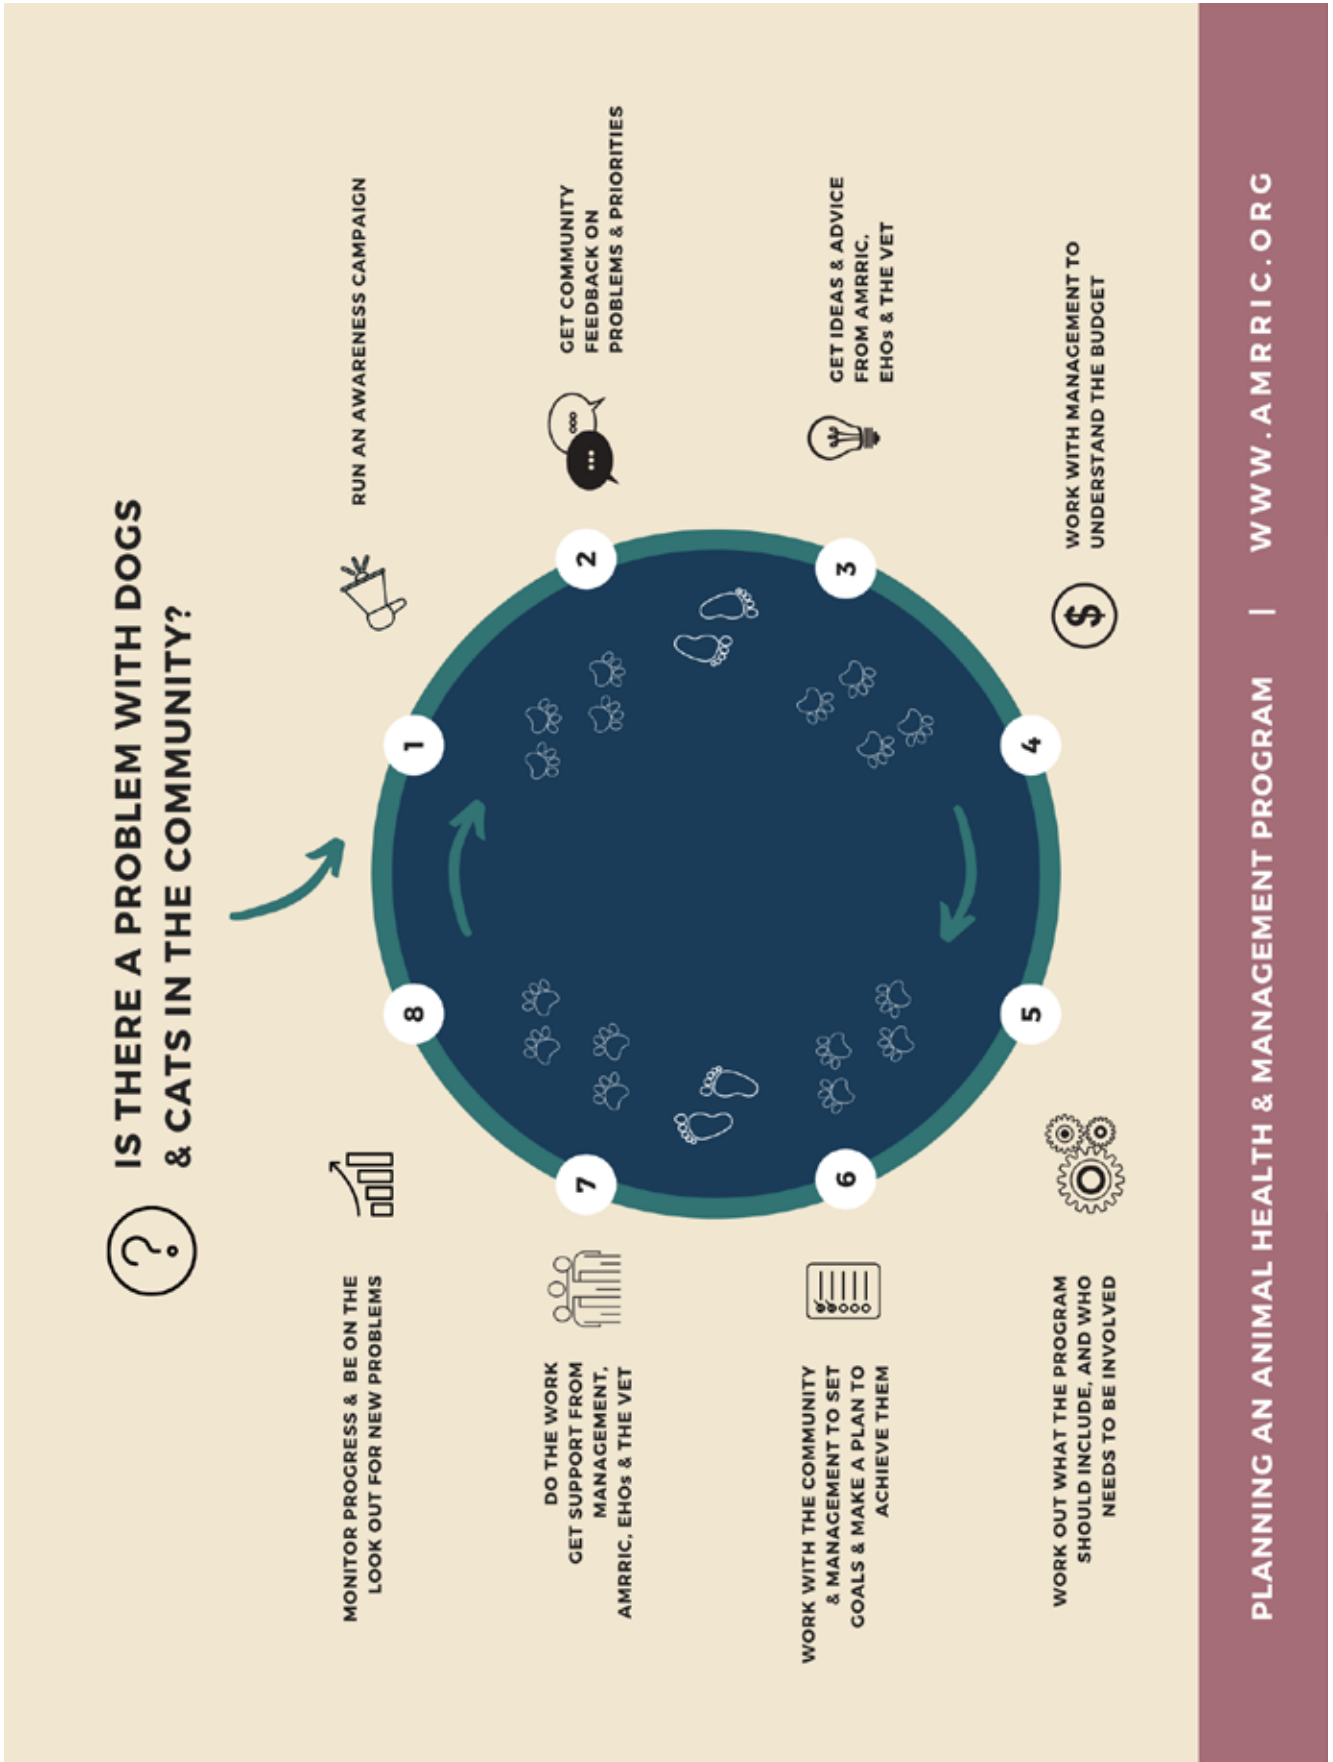 IS THERE A PROBLEM WITH DOGS
& CATS IN THE COMMUNITY?
?
1
RUN AN AWARENESS CAMPAIGN
2
GET COMMUNITY
FEEDBACK ON
PROBLEMS & PRIORITIES
3
GET IDEAS & ADVICE
FROM AMRRIC,
EHOs & THE VET
4
$
WORK WITH MANAGEMENT TO
UNDERSTAND THE BUDGET
5
WORK OUT WHAT THE PROGRAM
SHOULD INCLUDE, AND WHO
NEEDS TO BE INVOLVED
6
WORK WITH THE COMMUNITY
& MANAGEMENT TO SET
GOALS & MAKE A PLAN TO
ACHIEVE THEM
7
DO THE WORK
GET SUPPORT FROM
MANAGEMENT,
AMRRIC, EHOs & THE VET
8
MONITOR PROGRESS & BE ON THE
LOOK OUT FOR NEW PROBLEMS
PLANNING AN ANIMAL HEALTH & MANAGEMENT PROGRAM | WWW.AMRRIC.ORG